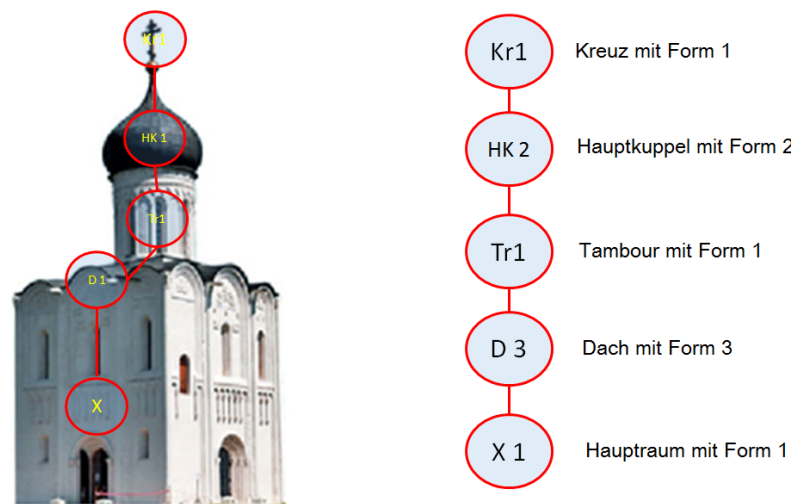 Kr1
HK 1
Tr1
D 1
X
Kr1 Kreuz mit Form 1
HK 2 Hauptkuppel mit Form 2
Tr1 Tambour mit Form 1
D 3 Dach mit Form 3
X 1 Hauptraum mit Form 1